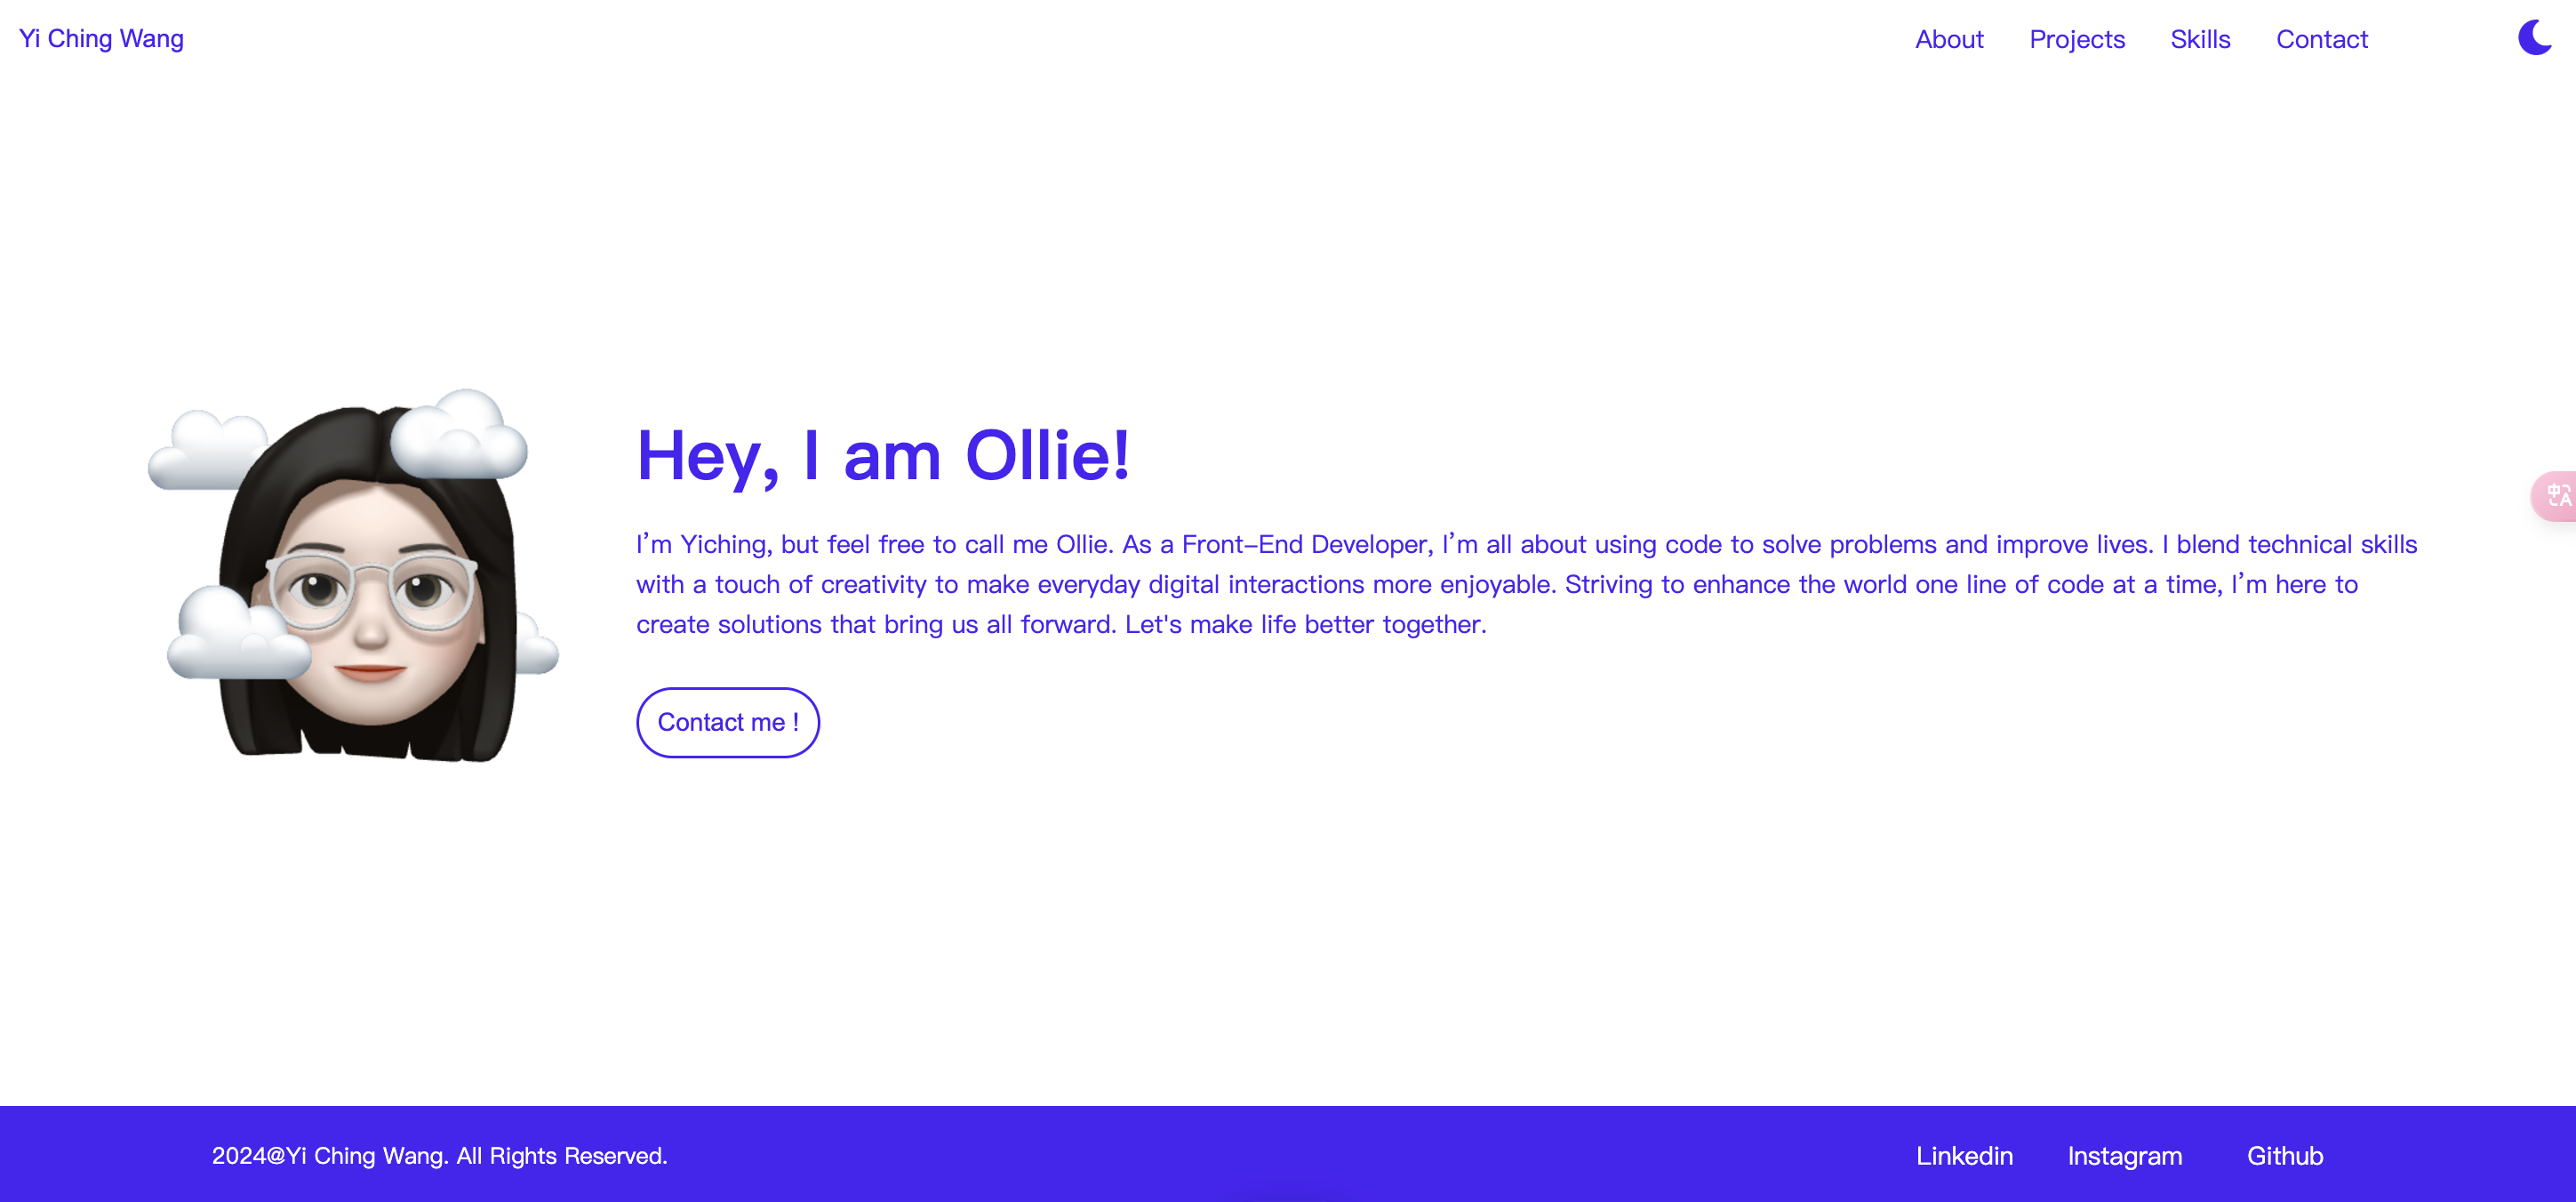 Yi Ching Wang
About Projects Skills Contact
Hey, I am Ollie!
I’m Yiching, but feel free to call me Ollie. As a Front-End Developer, I’m all about using code to solve problems and improve lives. I blend technical skills
with a touch of creativity to make everyday digital interactions more enjoyable. Striving to enhance the world one line of code at a time, I’m here to
create solutions that bring us all forward. Let's make life better together.
Contact me !
中A
2024@Yi Ching Wang. All Rights Reserved.
Linkedin Instagram Github